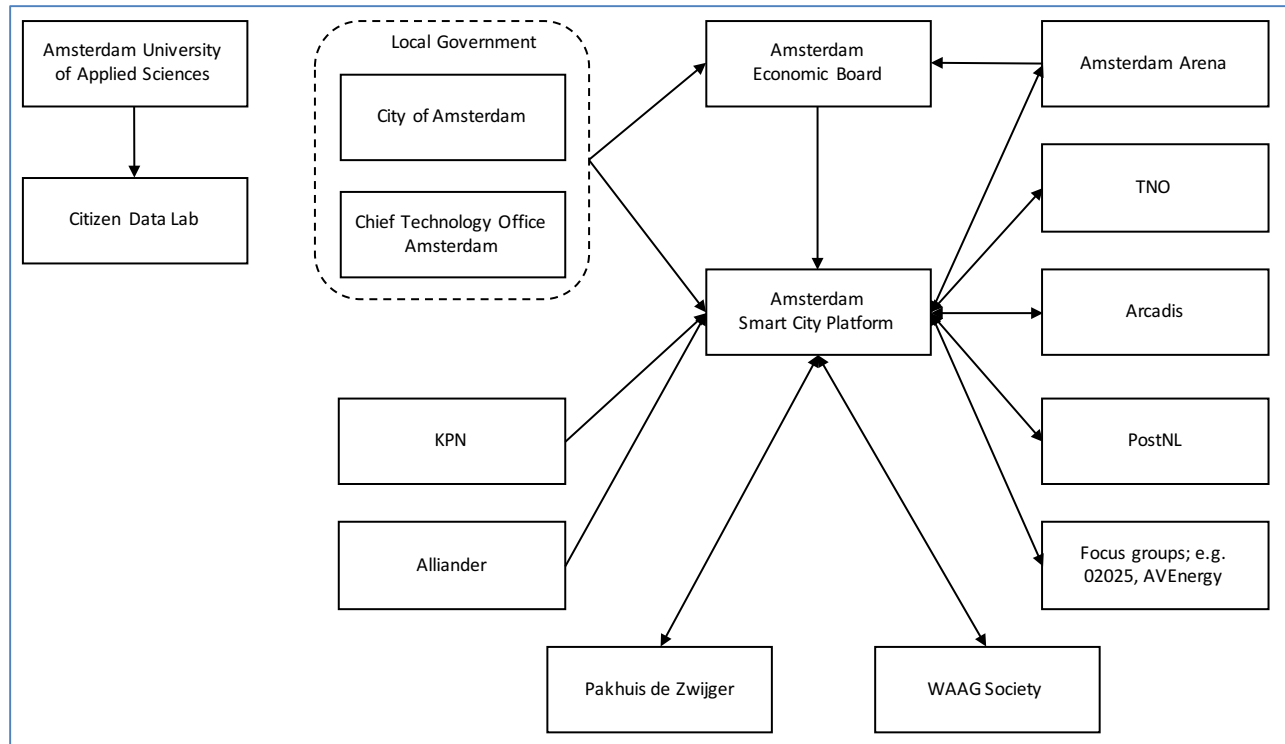 Amsterdam University
of Applied Sciences
Citizen Data Lab
Local Government
City of Amsterdam
Chief Technology Office
Amsterdam
Amsterdam
Economic Board
Amsterdam Arena
TNO
Amsterdam
Smart City Platform
Arcadis
KPN
PostNL
Alliander
Focus groups; e.g.
02025, AVEnergy
Pakhuis de Zwijger
WAAG Society